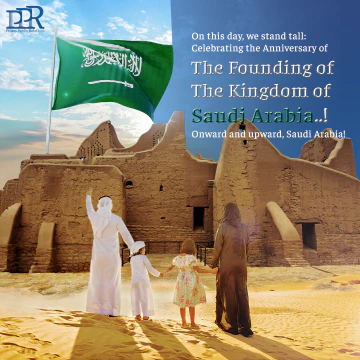 DPR
On this day, we stand tall:
Celebrating the Anniversary of
The Founding of
The Kingdom of
Saudi Arabia..!
Onward and upward, Saudi Arabia!